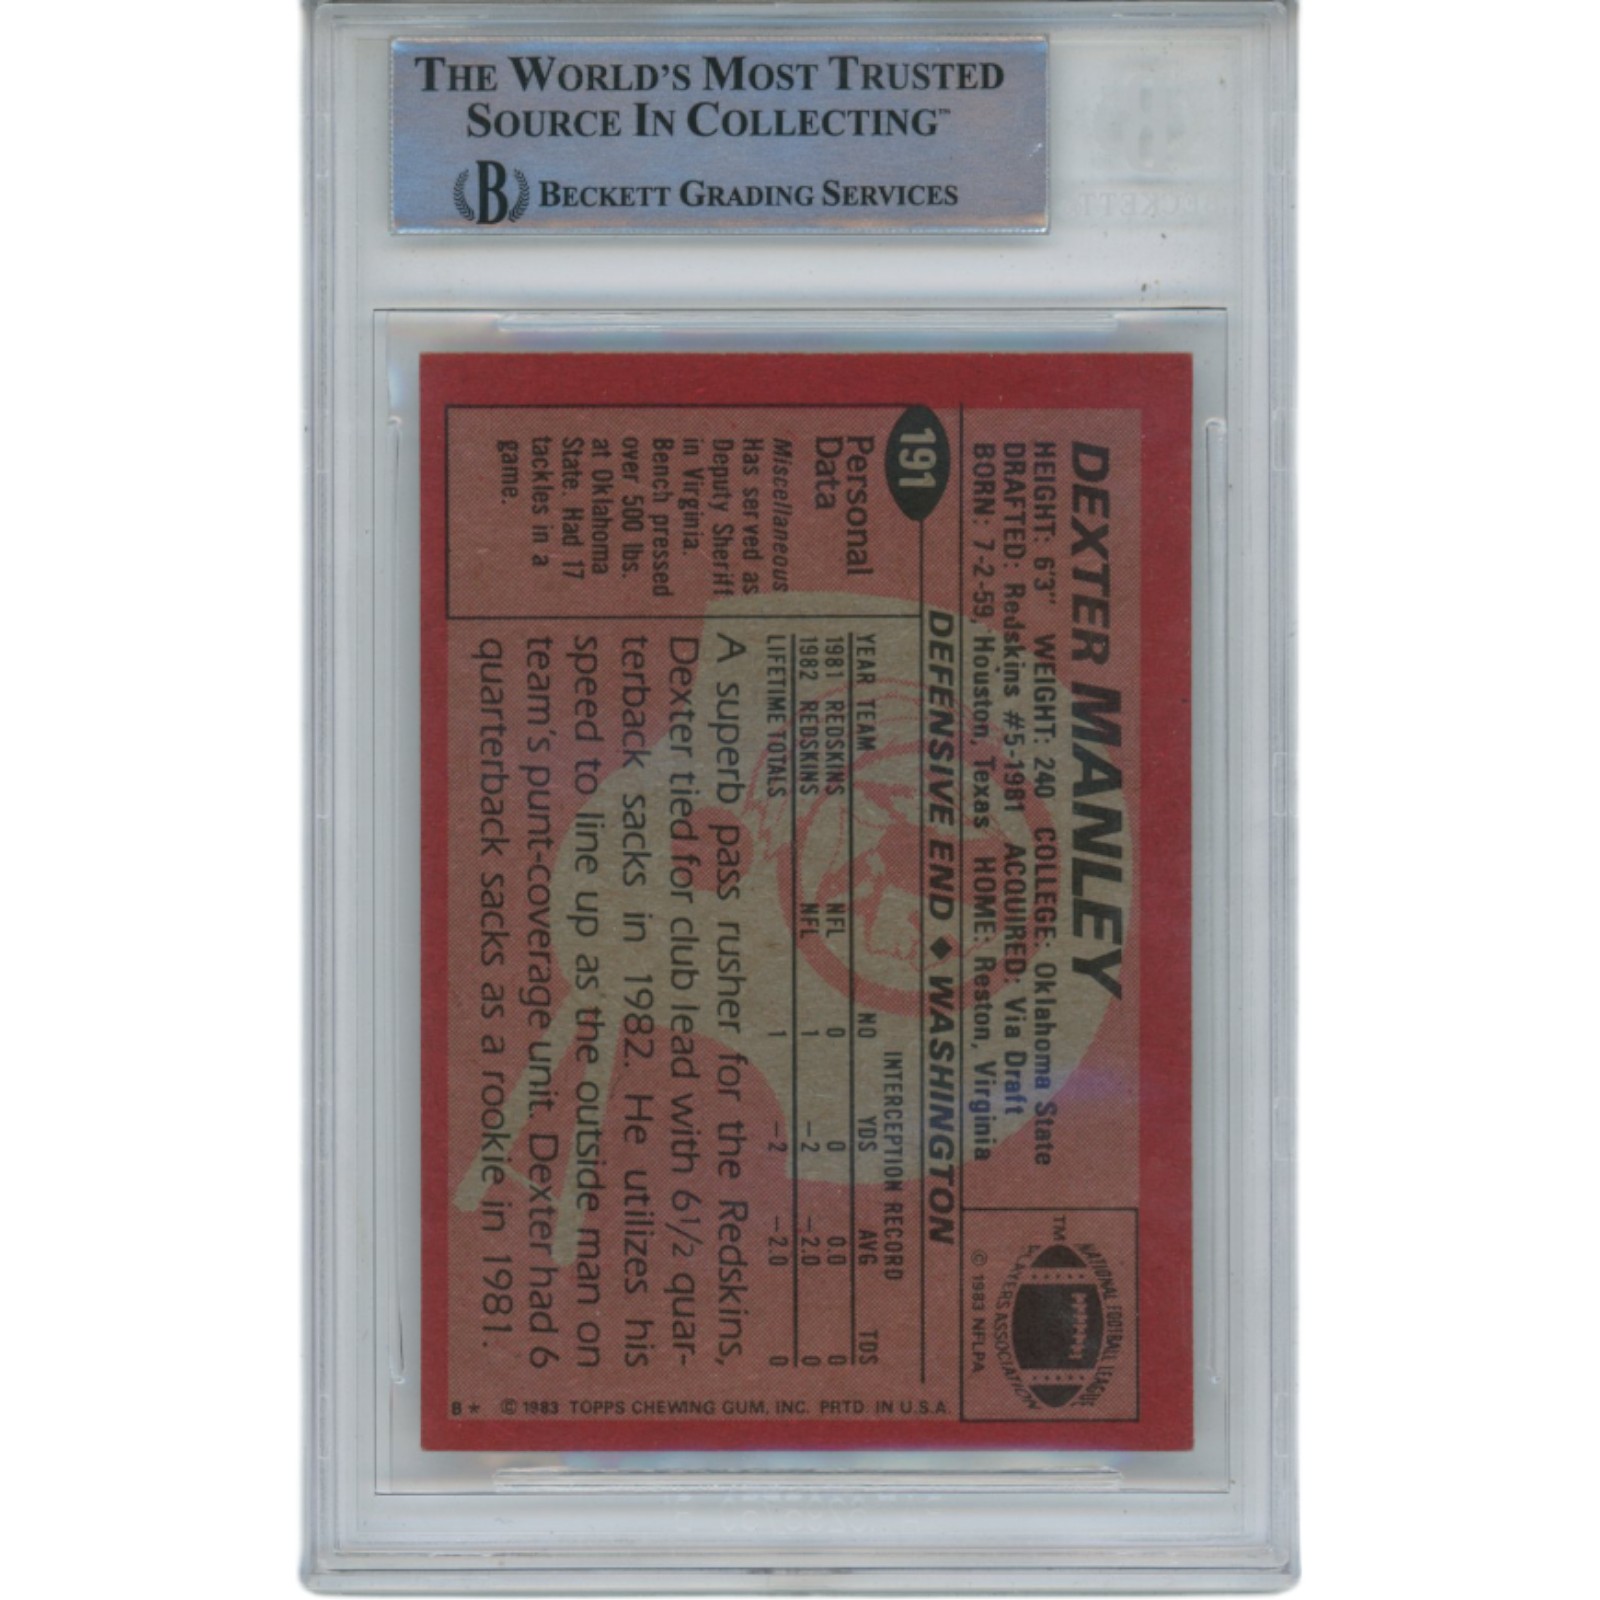 THE WORLD'S MOST TRUSTED
SOURCE IN COLLECTING™
B BECKETT GRADING SERVICES
BECKETT
DEXTER MANLEY
HEIGHT: 6'3" WEIGHT: 240 COLLEGE: Oklahoma State
DRAFTED: Redskins #5-1981 ACQUIRED: Via Draft
BORN: 7-2-59, Houston, Texas HOME: Reston, Virginia
TM
NATIONAL FOOTBALL LEAGUE
PLAYERS ASSOCIATION
© 1983 NFLPA
191
DEFENSIVE END ♦ WASHINGTON
Personal
Data
Miscellaneous
Has served as
Deputy Sheriff
in Virginia.
Bench pressed
over 500 lbs.
at Oklahoma
State. Had 17
tackles in a
game.
INTERCEPTION RECORD
YEAR TEAM NO YDS AVG TDS
1981 REDSKINS NFL 0 0 0.0 0
1982 REDSKINS NFL 1 –2 –2.0 0
LIFETIME TOTALS 1 –2 –2.0 0
A superb pass rusher for the Redskins,
Dexter tied for club lead with 6½ quar-
terback sacks in 1982. He utilizes his
speed to line up as the outside man on
team's punt-coverage unit. Dexter had 6
quarterback sacks as a rookie in 1981.
B* © 1983 TOPPS CHEWING GUM, INC. PRTD. IN U.S.A.